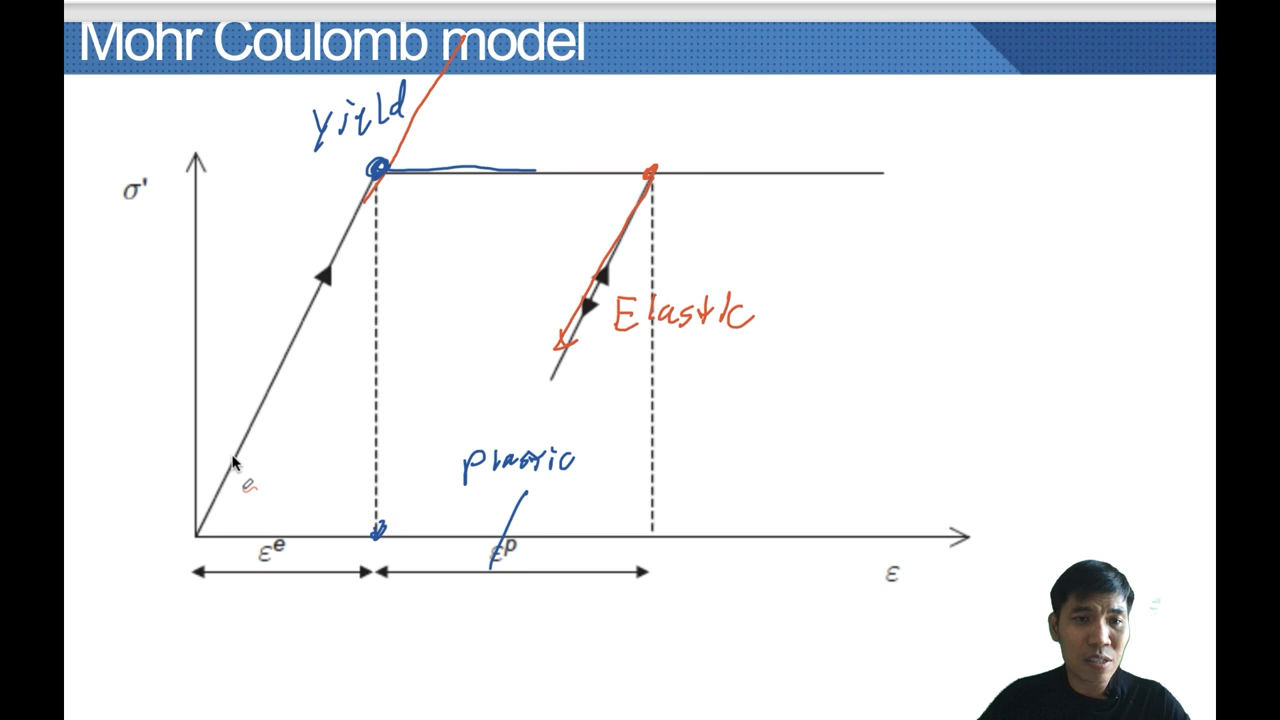 Mohr Coulomb model
Yield
σ'
Elastic
Plastic
εᵉ
εᵖ
ε